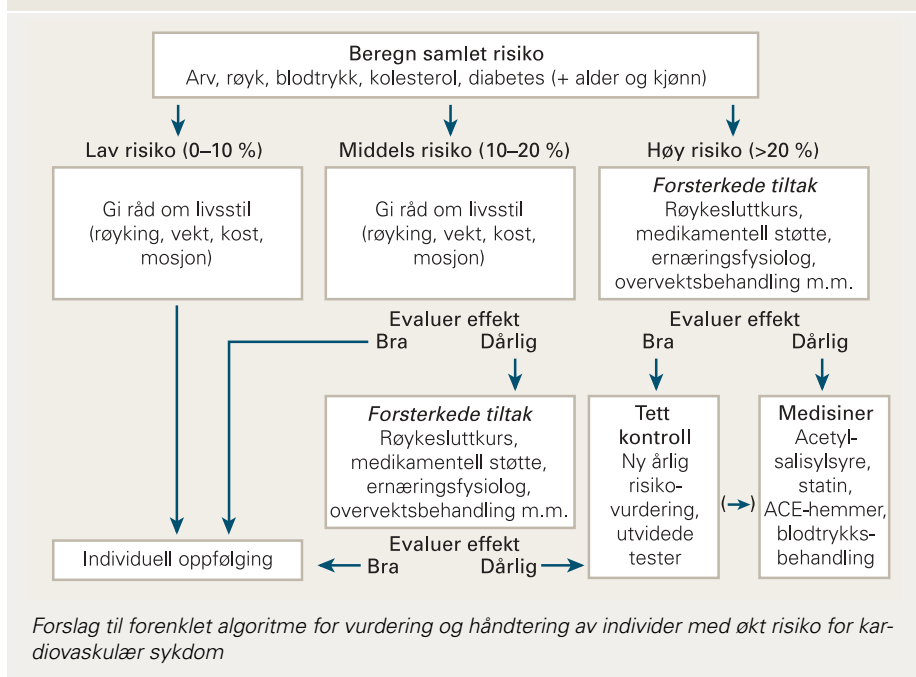 Beregn samlet risiko
Arv, røyk, blodtrykk, kolesterol, diabetes (+ alder og kjønn)
Lav risiko (0–10 %)
Gi råd om livsstil
(røyking, vekt, kost,
mosjon)
Middels risiko (10–20 %)
Gi råd om livsstil
(røyking, vekt, kost,
mosjon)
Høy risiko (>20 %)
Forsterkede tiltak
Røykesluttkurs,
medikamentell støtte,
ernæringsfysiolog,
overvektsbehandling m.m.
Evaluer effekt
Bra Dårlig
Evaluer effekt
Bra Dårlig
Forsterkede tiltak
Røykesluttkurs,
medikamentell støtte,
ernæringsfysiolog,
overvektsbehandling m.m.
Tett
kontroll
Ny årlig
risiko-
vurdering,
utvidede
tester
(→)
Medisiner
Acetyl-
salisylsyre,
statin,
ACE-hemmer,
blodtrykks-
behandling
Evaluer effekt
Bra Dårlig
Individuell oppfølging
Forslag til forenklet algoritme for vurdering og håndtering av individer med økt risiko for kar-
diovaskulær sykdom